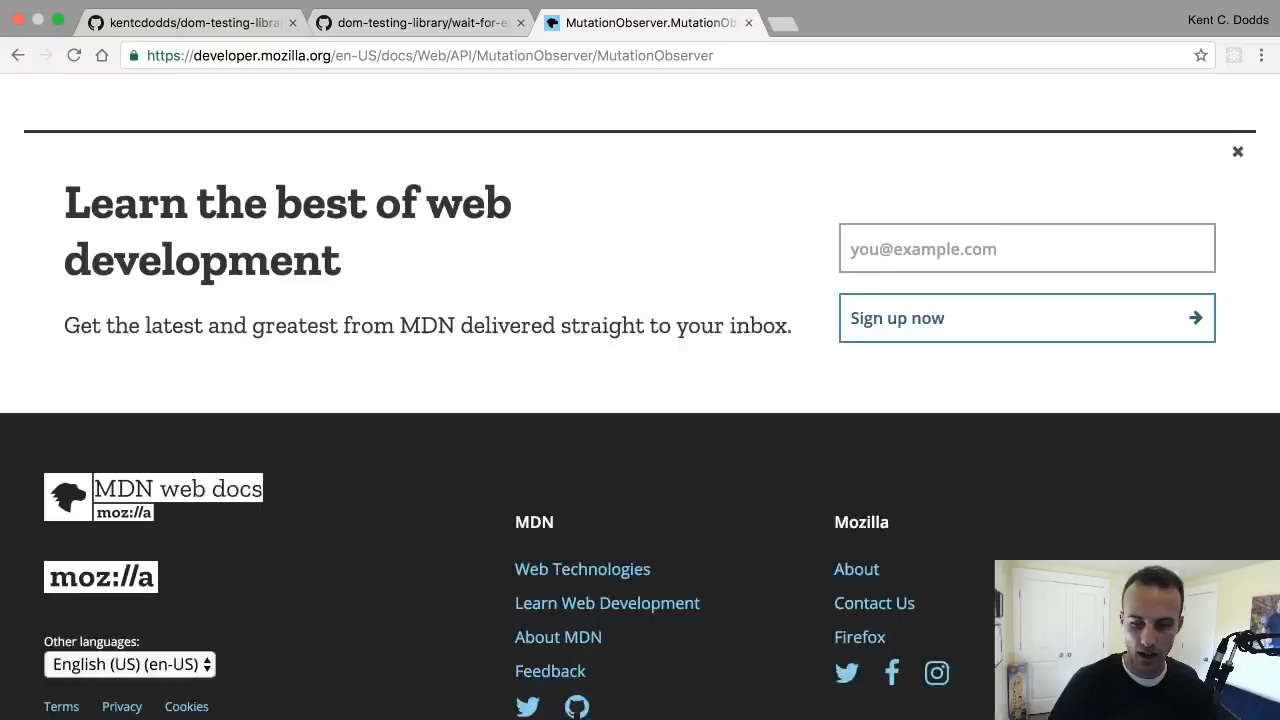 kentcdodds/dom-testing-librar
dom-testing-library/wait-for-el
MutationObserver.MutationOb
Kent C. Dodds
https://developer.mozilla.org/en-US/docs/Web/API/MutationObserver/MutationObserver
Learn the best of web
development
Get the latest and greatest from MDN delivered straight to your inbox.
you@example.com
Sign up now
MDN web docs
moz://a
moz://a
Other languages:
English (US) (en-US)
Terms
Privacy
Cookies
MDN
Web Technologies
Learn Web Development
About MDN
Feedback
Mozilla
About
Contact Us
Firefox